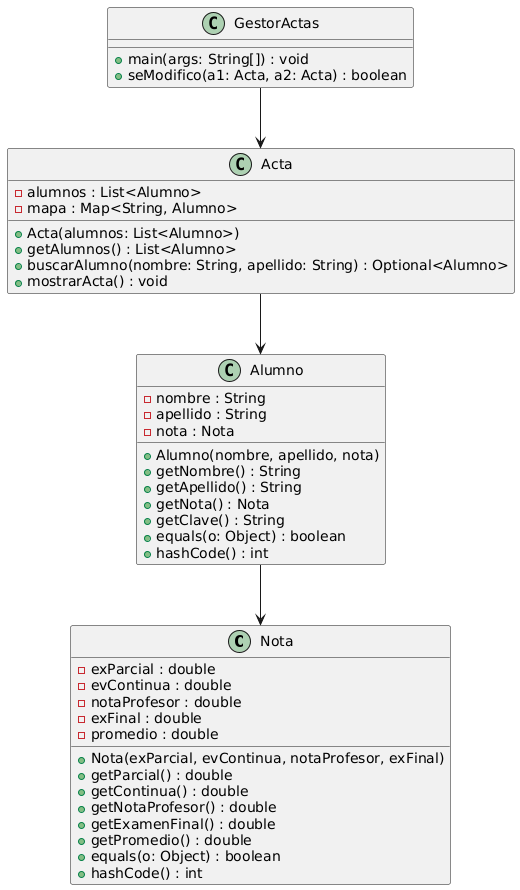 C GestorActas
main(args: String[]) : void
seModifico(a1: Acta, a2: Acta) : boolean
C Acta
alumnos : List<Alumno>
mapa : Map<String, Alumno>
Acta(alumnos: List<Alumno>)
getAlumnos() : List<Alumno>
buscarAlumno(nombre: String, apellido: String) : Optional<Alumno>
mostrarActa() : void
C Alumno
nombre : String
apellido : String
nota : Nota
Alumno(nombre, apellido, nota)
getNombre() : String
getApellido() : String
getNota() : Nota
getClave() : String
equals(o: Object) : boolean
hashCode() : int
C Nota
exParcial : double
evContinua : double
notaProfesor : double
exFinal : double
promedio : double
Nota(exParcial, evContinua, notaProfesor, exFinal)
getParcial() : double
getContinua() : double
getNotaProfesor() : double
getExamenFinal() : double
getPromedio() : double
equals(o: Object) : boolean
hashCode() : int